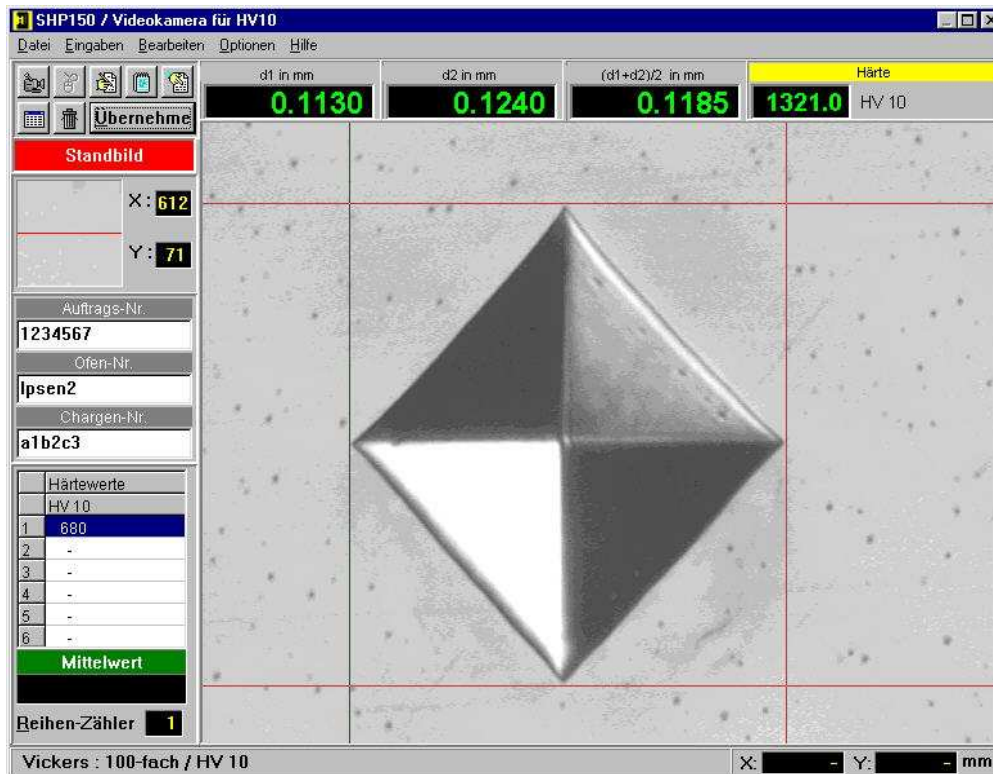 SHP150 / Videokamera für HV10
Datei Eingaben Bearbeiten Optionen Hilfe
d1 in mm
d2 in mm
(d1+d2)/2 in mm
Härte
0.1130
0.1240
0.1185
1321.0
HV 10
Übernehme
Standbild
X: 612
Y: 71
Auftrags-Nr.
1234567
Ofen-Nr.
Ipsen2
Chargen-Nr.
a1b2c3
Härtewerte
HV 10
1 680
2 -
3 -
4 -
5 -
6 -
Mittelwert
Reihen-Zähler 1
Vickers : 100-fach / HV 10
X: - Y: - mm